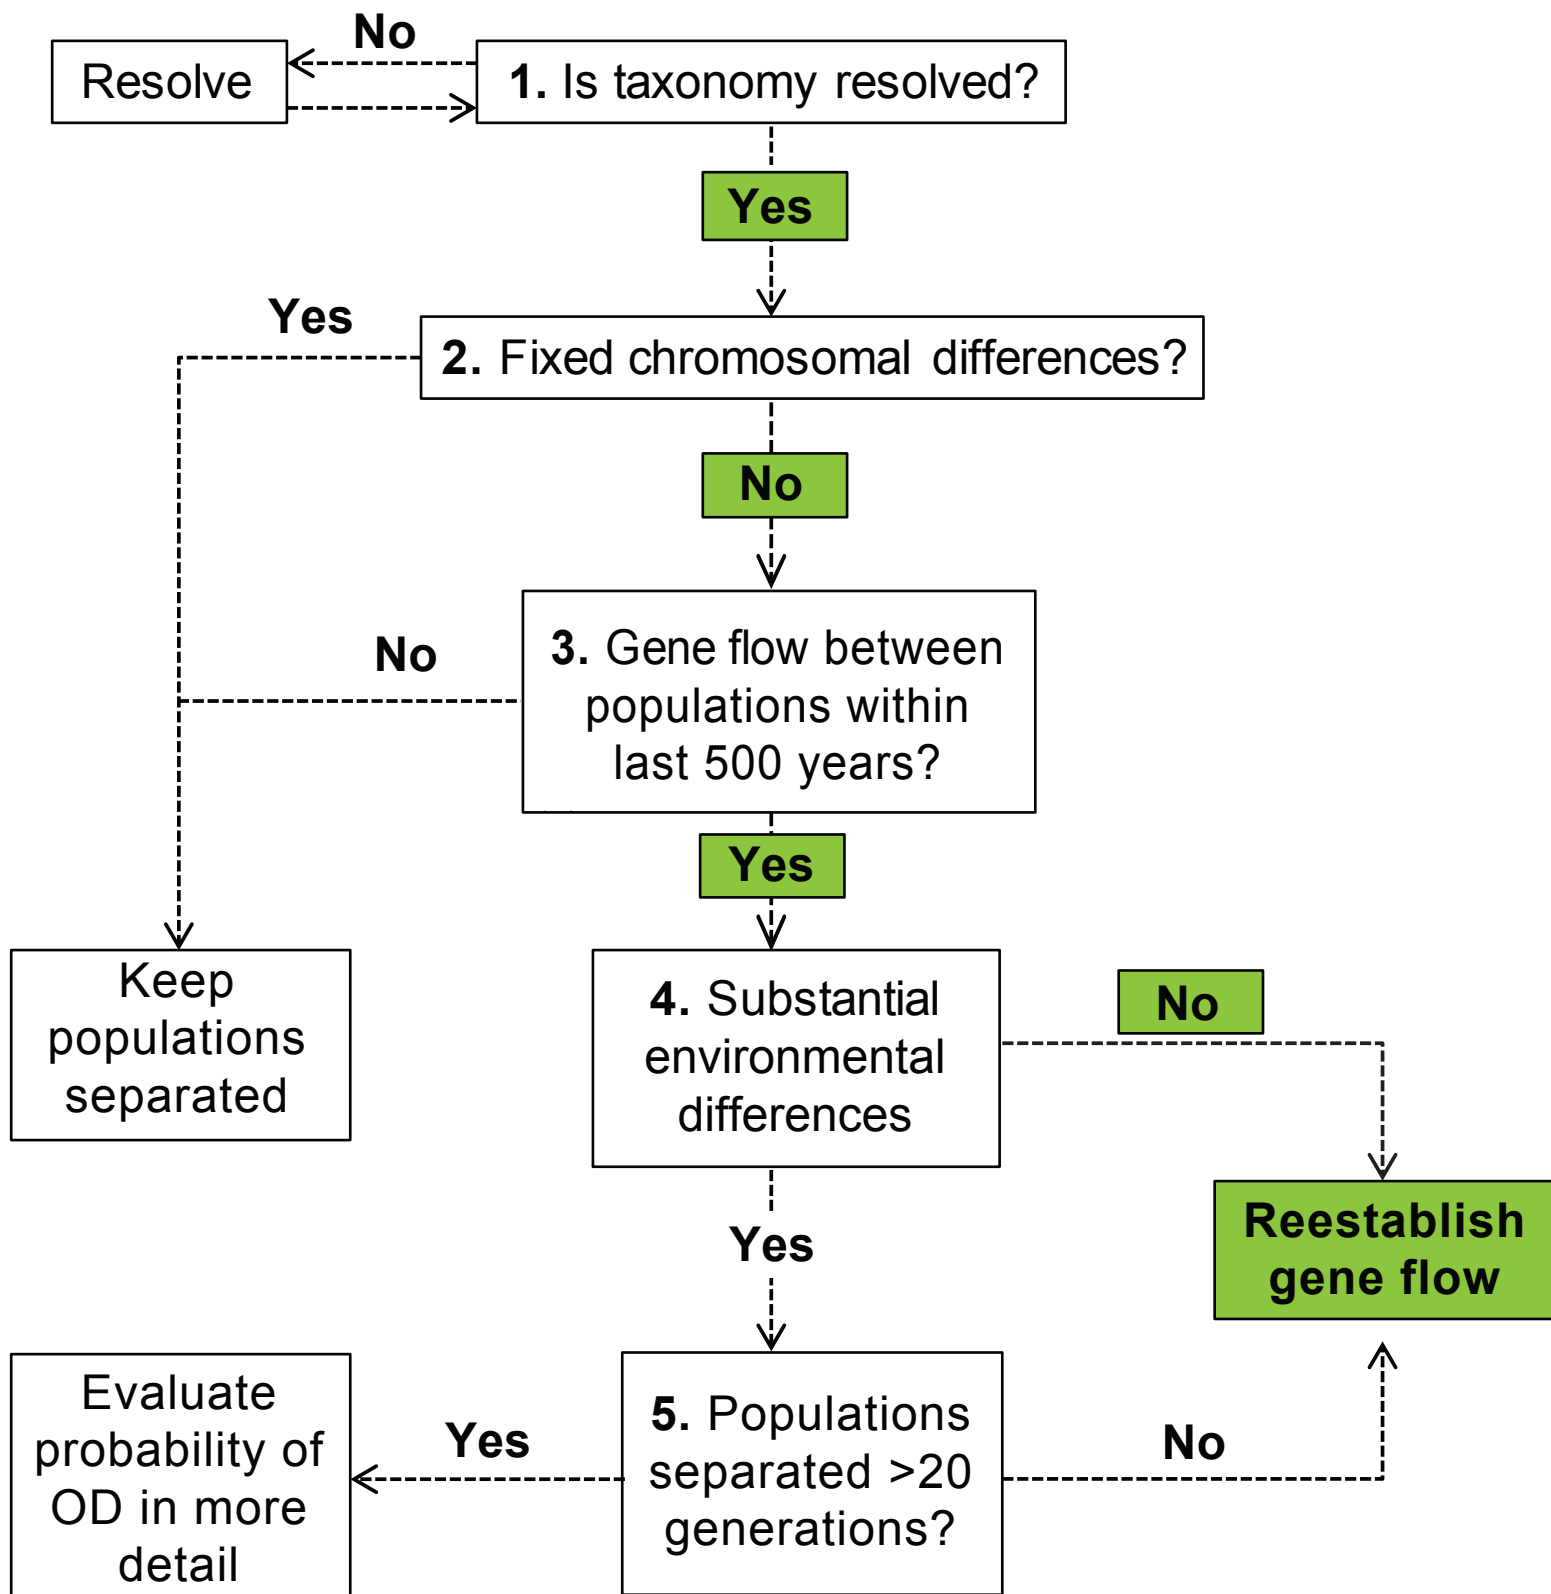 No
Resolve
1. Is taxonomy resolved?
Yes
Yes
2. Fixed chromosomal differences?
No
No
3. Gene flow between
populations within
last 500 years?
Yes
Keep
populations
separated
4. Substantial
environmental
differences
No
Yes
Reestablish
gene flow
Evaluate
probability of
OD in more
detail
Yes
5. Populations
separated >20
generations?
No